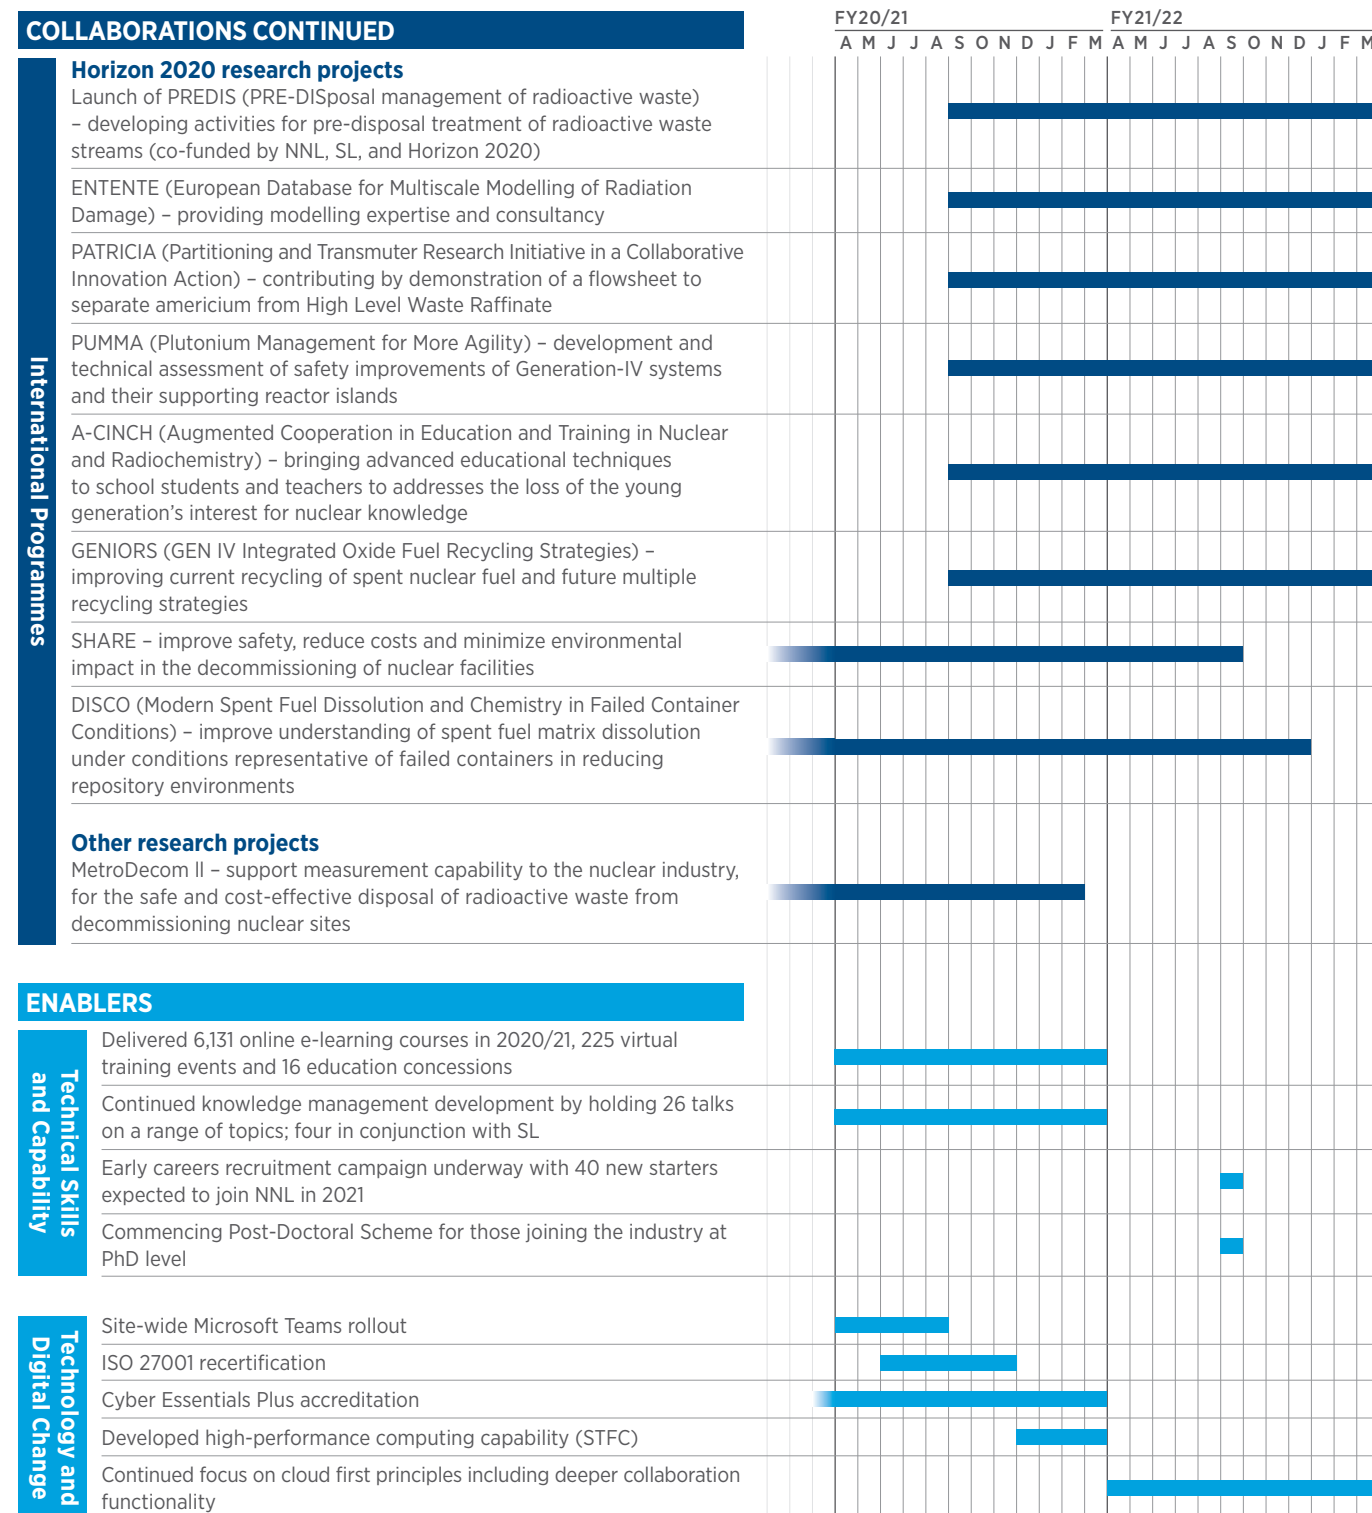 COLLABORATIONS CONTINUED
FY20/21 FY21/22
A M J J A S O N D J F M A M J J A S O N D J F M
International Programmes
Horizon 2020 research projects
Launch of PREDIS (PRE-DISposal management of radioactive waste)
– developing activities for pre-disposal treatment of radioactive waste
streams (co-funded by NNL, SL, and Horizon 2020)
ENTENTE (European Database for Multiscale Modelling of Radiation
Damage) – providing modelling expertise and consultancy
PATRICIA (Partitioning and Transmuter Research Initiative in a Collaborative
Innovation Action) – contributing by demonstration of a flowsheet to
separate americium from High Level Waste Raffinate
PUMMA (Plutonium Management for More Agility) – development and
technical assessment of safety improvements of Generation-IV systems
and their supporting reactor islands
A-CINCH (Augmented Cooperation in Education and Training in Nuclear
and Radiochemistry) – bringing advanced educational techniques
to school students and teachers to addresses the loss of the young
generation’s interest for nuclear knowledge
GENIORS (GEN IV Integrated Oxide Fuel Recycling Strategies) –
improving current recycling of spent nuclear fuel and future multiple
recycling strategies
SHARE – improve safety, reduce costs and minimize environmental
impact in the decommissioning of nuclear facilities
DISCO (Modern Spent Fuel Dissolution and Chemistry in Failed Container
Conditions) – improve understanding of spent fuel matrix dissolution
under conditions representative of failed containers in reducing
repository environments
Other research projects
MetroDecom ll – support measurement capability to the nuclear industry,
for the safe and cost-effective disposal of radioactive waste from
decommissioning nuclear sites
ENABLERS
Technical Skills
and Capability
Delivered 6,131 online e-learning courses in 2020/21, 225 virtual
training events and 16 education concessions
Continued knowledge management development by holding 26 talks
on a range of topics; four in conjunction with SL
Early careers recruitment campaign underway with 40 new starters
expected to join NNL in 2021
Commencing Post-Doctoral Scheme for those joining the industry at
PhD level
Technology and
Digital Change
Site-wide Microsoft Teams rollout
ISO 27001 recertification
Cyber Essentials Plus accreditation
Developed high-performance computing capability (STFC)
Continued focus on cloud first principles including deeper collaboration
functionality